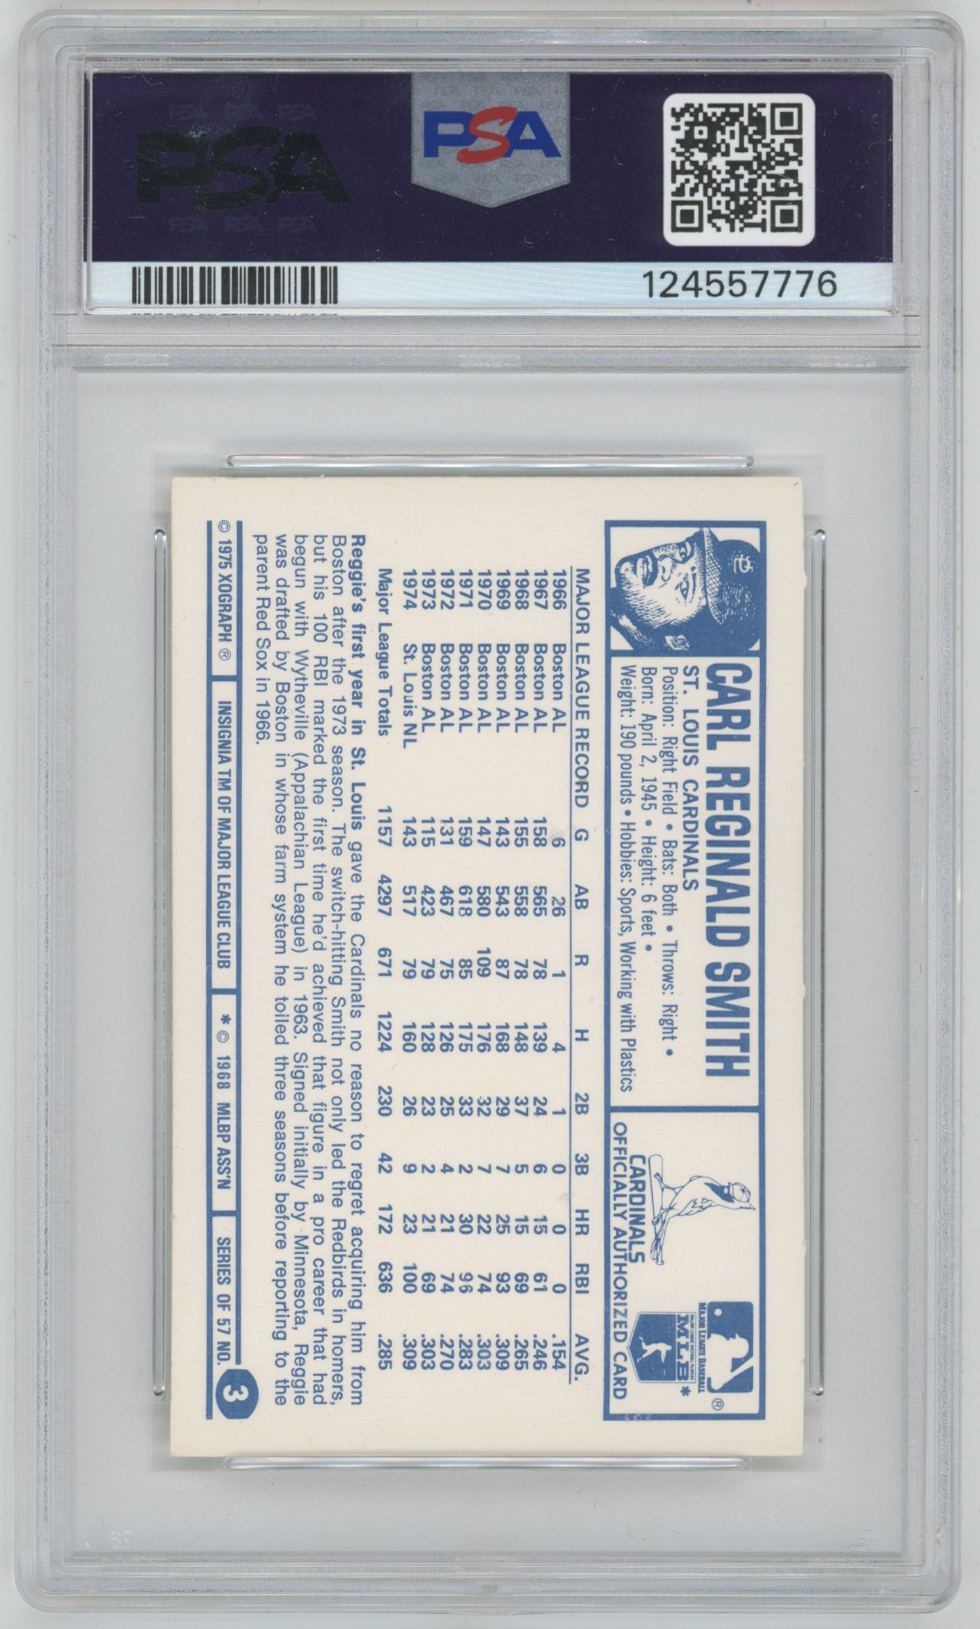 PSA
PSA
124557776
CARL REGINALD SMITH
ST. LOUIS CARDINALS
Position: Right Field • Bats: Both • Throws: Right •
Born: April 2, 1945 • Height: 6 feet •
Weight: 190 pounds • Hobbies: Sports, Working with Plastics
CARDINALS
OFFICIALLY AUTHORIZED CARD
MAJOR LEAGUE BASEBALL ®
MLB *
MAJOR LEAGUE RECORD G AB R H 2B 3B HR RBI AVG.
1966 Boston AL 6 26 1 4 1 0 0 0 .154
1967 Boston AL 158 565 78 139 24 6 15 61 .246
1968 Boston AL 155 558 78 148 37 5 15 69 .265
1969 Boston AL 143 543 87 168 29 7 25 93 .309
1970 Boston AL 147 580 109 176 32 7 22 74 .303
1971 Boston AL 159 618 85 175 33 2 30 96 .283
1972 Boston AL 131 467 75 126 25 4 21 74 .270
1973 Boston AL 115 423 79 128 23 2 21 69 .303
1974 St. Louis NL 143 517 79 160 26 9 23 100 .309
Major League Totals 1157 4297 671 1224 230 42 172 636 .285
Reggie's first year in St. Louis gave the Cardinals no reason to regret acquiring him from
Boston after the 1973 season. The switch-hitting Smith not only led the Redbirds in homers,
but his 100 RBI marked the first time he'd achieved that figure in a pro career that had
begun with Wytheville (Appalachian League) in 1963. Signed initially by Minnesota, Reggie
was drafted by Boston in whose farm system he toiled three seasons before reporting to the
parent Red Sox in 1966.
© 1975 XOGRAPH ® INSIGNIA TM OF MAJOR LEAGUE CLUB * © 1968 MLBP ASS'N SERIES OF 57 NO. 3